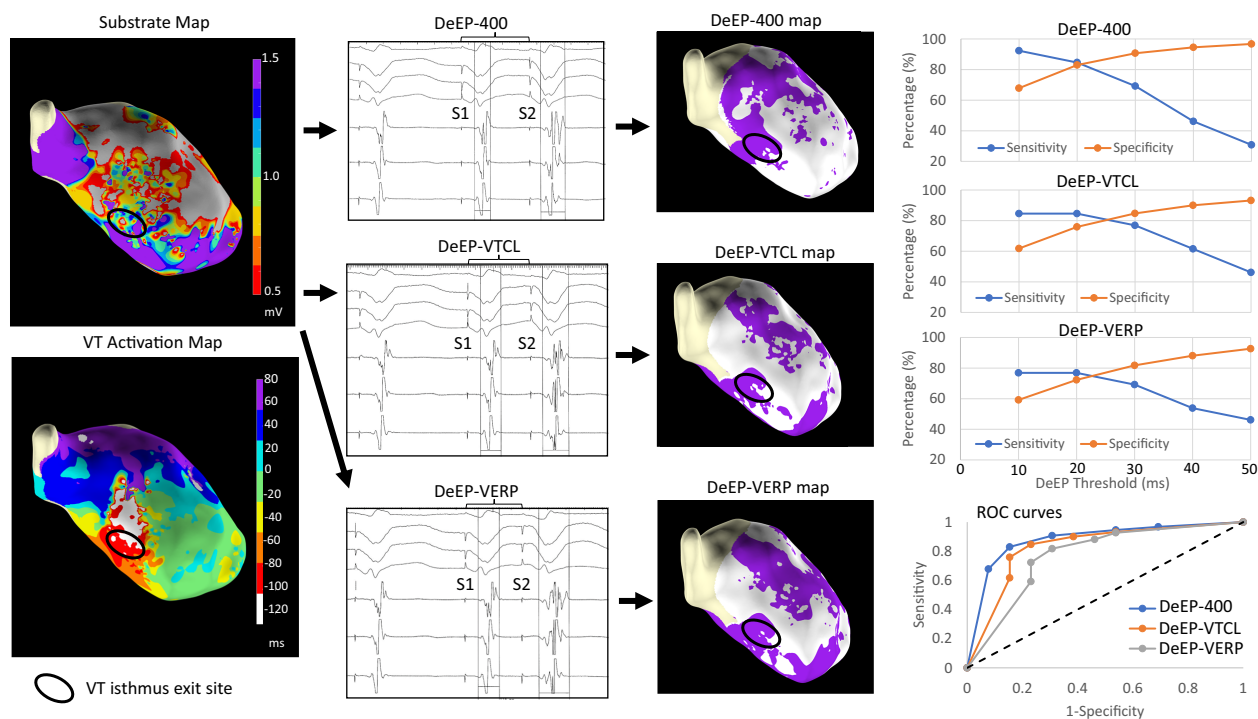 Substrate Map
1.5
1.0
0.5
mV
VT Activation Map
80
60
40
20
0
-20
-40
-60
-80
-100
-120
ms
VT isthmus exit site
DeEP-400
S1 S2
DeEP-VTCL
S1 S2
DeEP-VERP
S1 S2
DeEP-400 map
DeEP-VTCL map
DeEP-VERP map
DeEP-400
Percentage (%)
100
80
60
40
20
Sensitivity Specificity
DeEP-VTCL
Percentage (%)
100
80
60
40
20
Sensitivity Specificity
DeEP-VERP
Percentage (%)
100
80
60
40
20
Sensitivity Specificity
0 10 20 30 40 50
DeEP Threshold (ms)
ROC curves
Sensitivity
1
0.8
0.6
0.4
0.2
0
DeEP-400
DeEP-VTCL
DeEP-VERP
0 0.2 0.4 0.6 0.8 1
1-Specificity